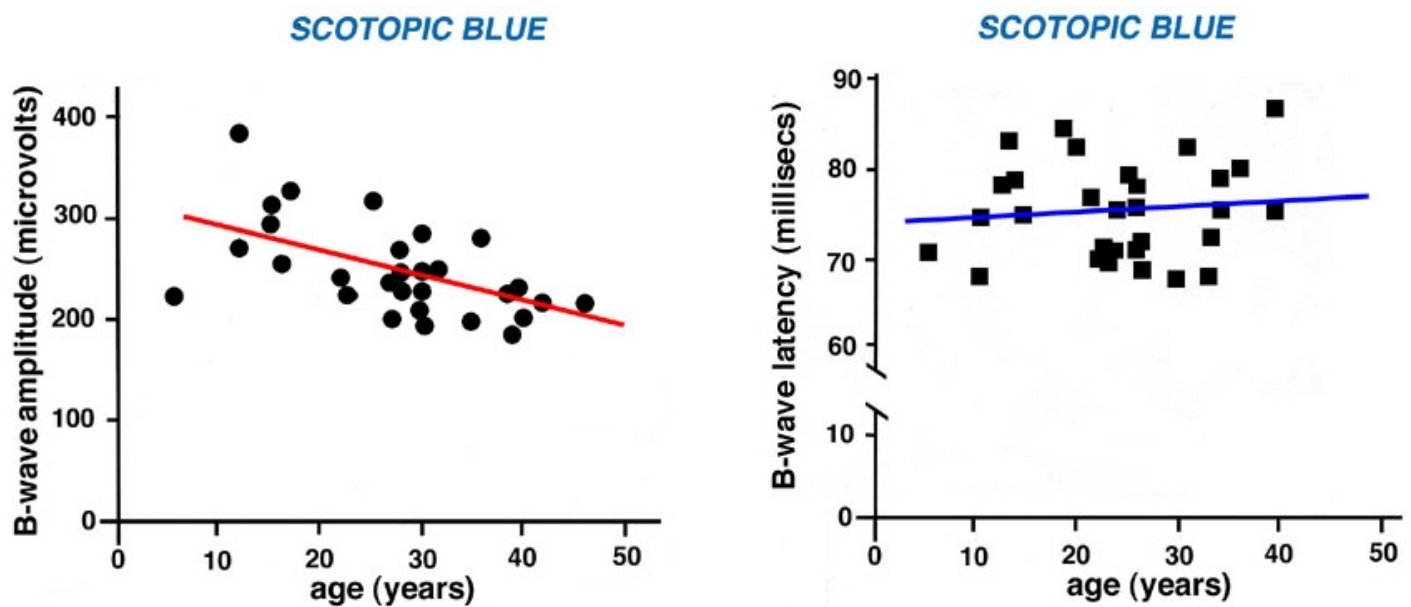 SCOTOPIC BLUE
B-wave amplitude (microvolts)
400
300
200
100
0
0 10 20 30 40 50
age (years)
SCOTOPIC BLUE
B-wave latency (millisecs)
90
80
70
60
10
0
0 10 20 30 40 50
age (years)